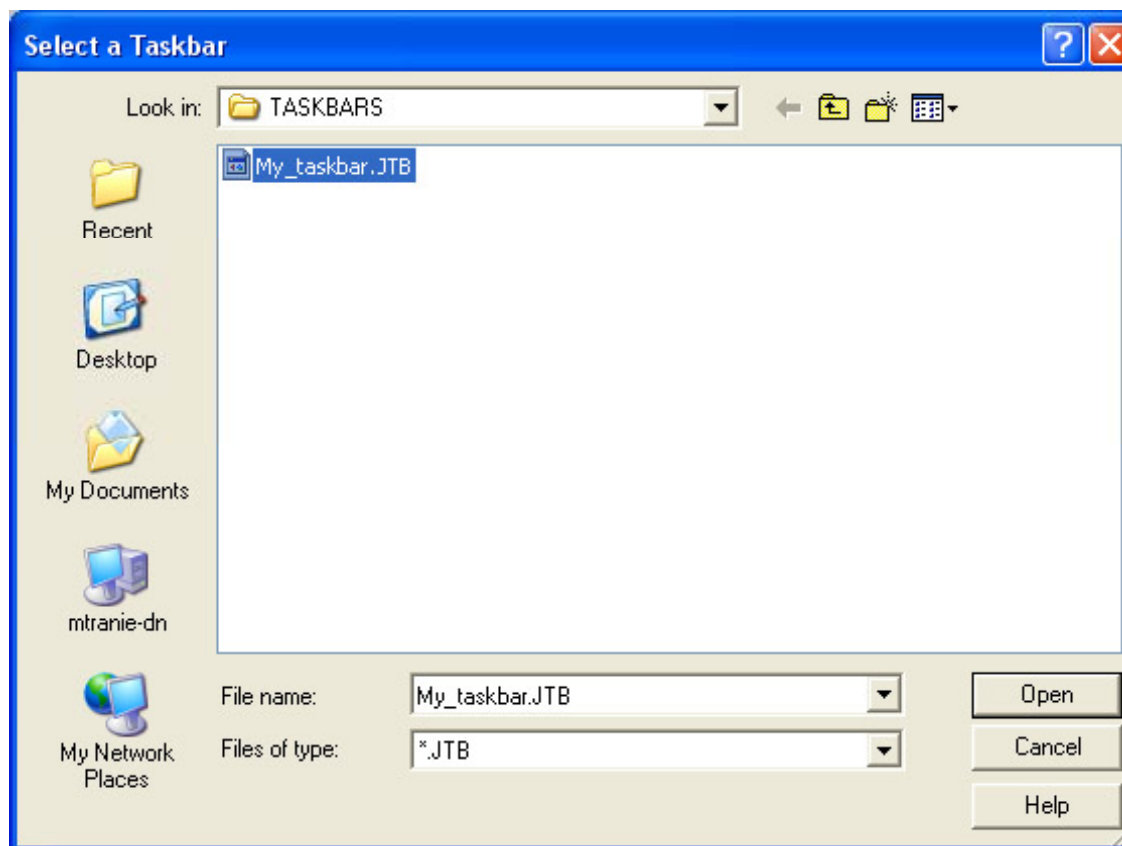 Select a Taskbar
Look in: TASKBARS
My_taskbar.JTB
Recent
Desktop
My Documents
mtranie-dn
My Network
Places
File name: My_taskbar.JTB Open
Files of type: *.JTB Cancel
Help